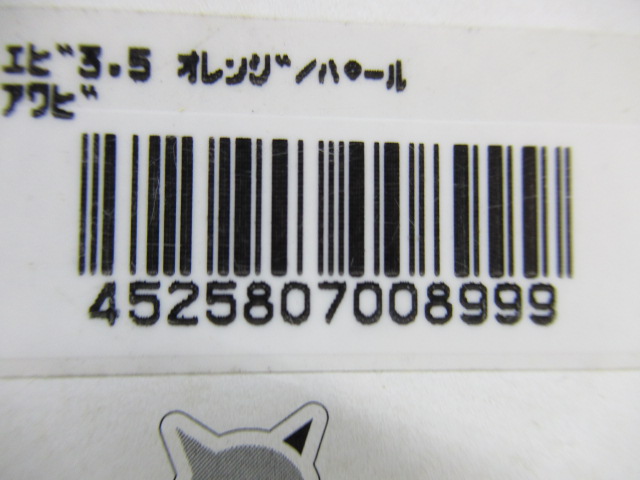 ｴﾋﾞ3.5 ｵﾚﾝｼﾞ/ﾊﾟｰﾙ
ｱﾜﾋﾞ
4525807008999